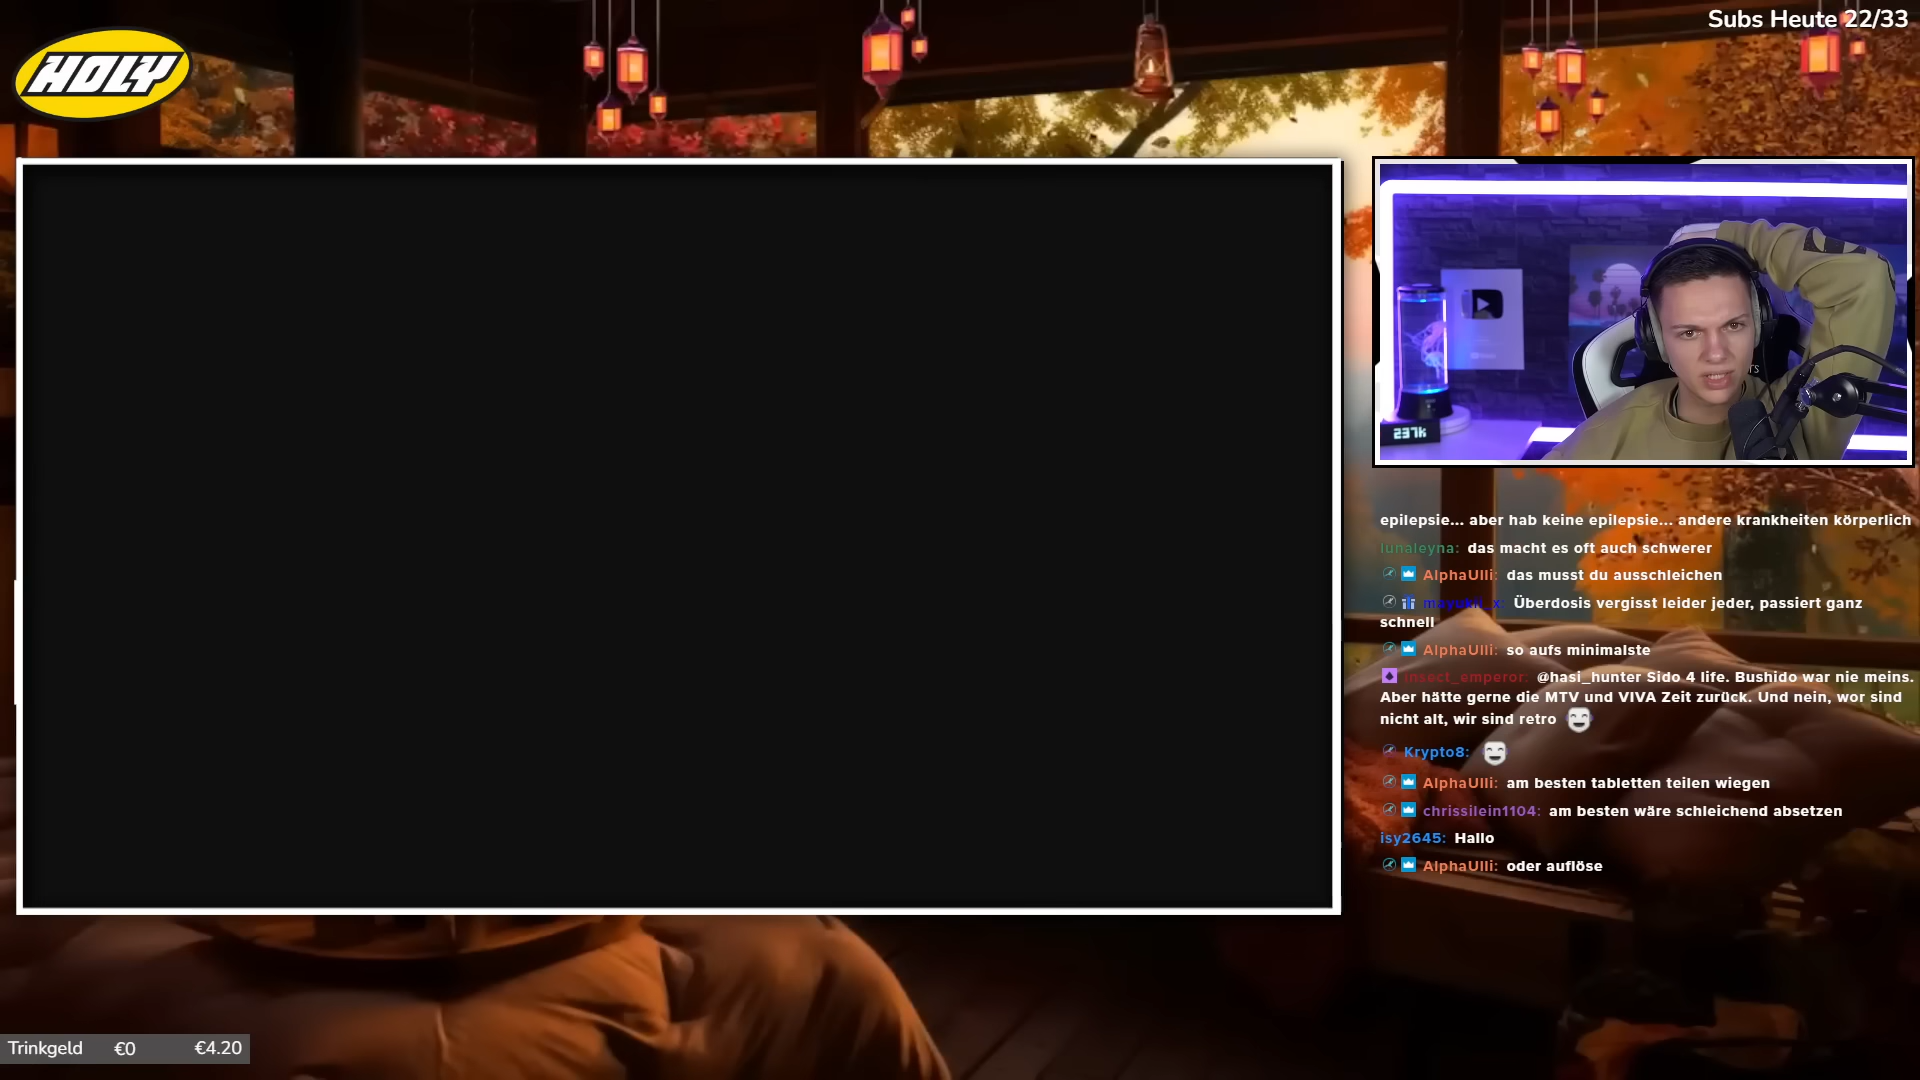 HOLY
Subs Heute 22/33
237k
epilepsie... aber hab keine epilepsie... andere krankheiten körperlich
lunaleyna: das macht es oft auch schwerer
AlphaUlli: das musst du ausschleichen
Überdosis vergisst leider jeder, passiert ganz
schnell
AlphaUlli: so aufs minimalste
insect_emperor: @hasi_hunter Sido 4 life. Bushido war nie meins.
Aber hätte gerne die MTV und VIVA Zeit zurück. Und nein, wor sind
nicht alt, wir sind retro
Krypto8:
AlphaUlli: am besten tabletten teilen wiegen
chrissilein1104: am besten wäre schleichend absetzen
isy2645: Hallo
AlphaUlli: oder auflöse
Trinkgeld €0 €4.20